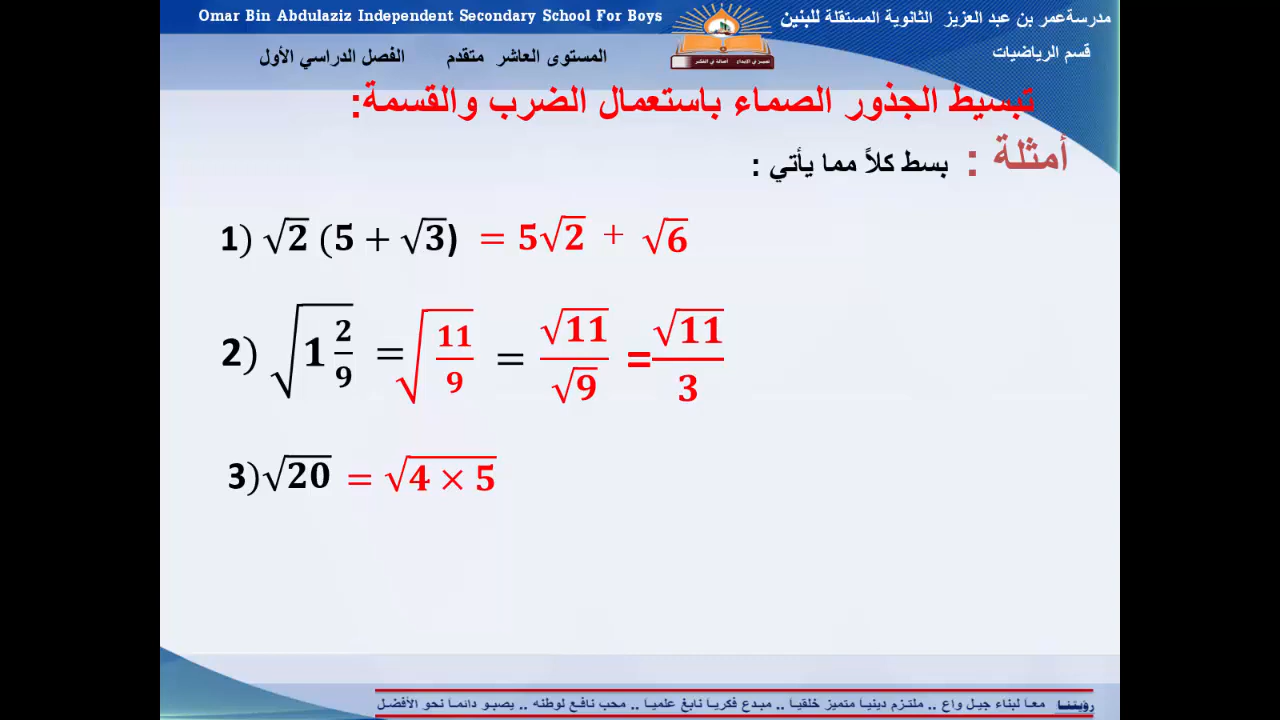 Omar Bin Abdulaziz Independent Secondary School For Boys
مدرسةعمر بن عبد العزيز الثانوية المستقلة للبنين
قسم الرياضيات
المستوى العاشر متقدم الفصل الدراسي الأول
تبسيط الجذور الصماء باستعمال الضرب والقسمة:
أمثلة : بسط كلاً مما يأتي :
1) √2 (5 + √3) = 5√2 + √6
2) √(1 2/9) = √(11/9) = √11/√9 = √11/3
3) √20 = √(4 × 5)
رؤيتنا معا لبناء جيل واع .. ملتزم دينيا متميز خلقيا .. مبدع فكريا نابغ علميا .. محب نافع لوطنه .. يصبو دائما نحو الأفضل